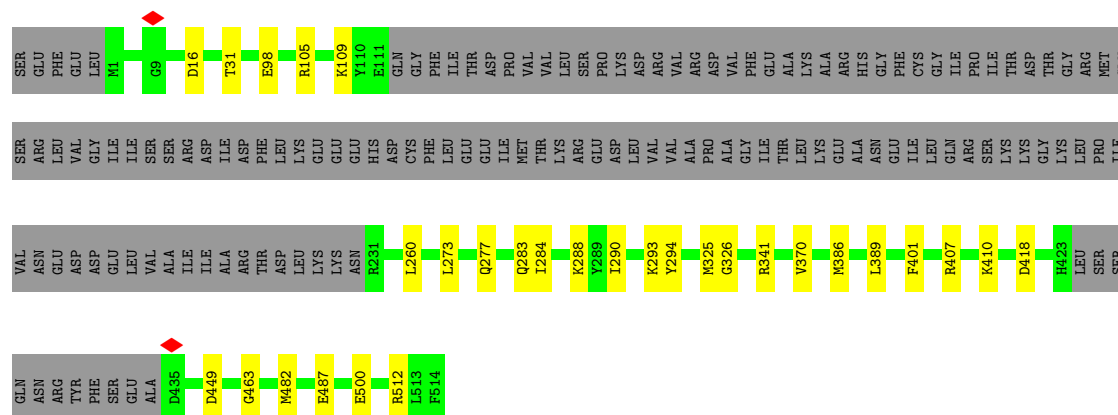 SER GLU PHE GLU LEU M1 G9 D16 T31 E98 R105 K109 Y110 E111 GLN GLY PHE ILE THR ASP PRO VAL VAL LEU SER PRO LYS ASP ARG VAL ARG ASP VAL PHE GLU ALA LYS ALA ARG HIS GLY PHE CYS GLY ILE PRO ILE THR ASP THR GLY ARG MET
SER ARG LEU VAL GLY ILE ILE SER SER ARG ASP ILE ASP PHE LEU LYS GLU GLU GLU HIS ASP CYS PHE LEU GLU GLU ILE MET THR LYS ARG GLU ASP LEU VAL VAL ALA PRO ALA GLY ILE THR LEU LYS GLU ALA ASN GLU ILE LEU GLN ARG SER LYS LYS GLY LYS LEU PRO ILE
VAL ASN GLU ASP ASP GLU LEU VAL ALA ILE ILE ALA ARG THR ASP LEU LYS LYS ASN R231 L260 L273 Q277 Q283 I284 K288 Y289 I290 K293 Y294 M325 G326 R341 V370 M386 L389 F401 R407 K410 D418 H423 LEU SER SER
GLN ASN ARG TYR PHE SER GLU ALA D435 D449 G463 M482 E487 E500 R512 L513 F514